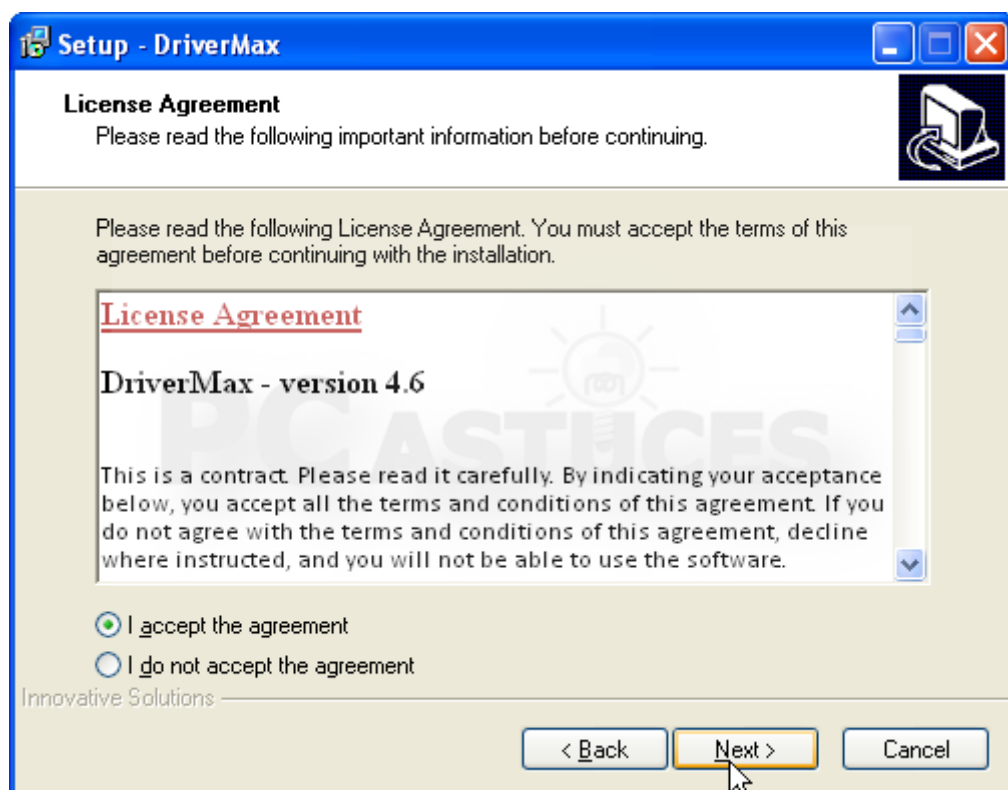 Setup - DriverMax
License Agreement
Please read the following important information before continuing.
Please read the following License Agreement. You must accept the terms of this
agreement before continuing with the installation.
License Agreement
DriverMax - version 4.6
PC ASTUCES
This is a contract. Please read it carefully. By indicating your acceptance
below, you accept all the terms and conditions of this agreement. If you
do not agree with the terms and conditions of this agreement, decline
where instructed, and you will not be able to use the software.
I accept the agreement
I do not accept the agreement
Innovative Solutions
< Back
Next >
Cancel